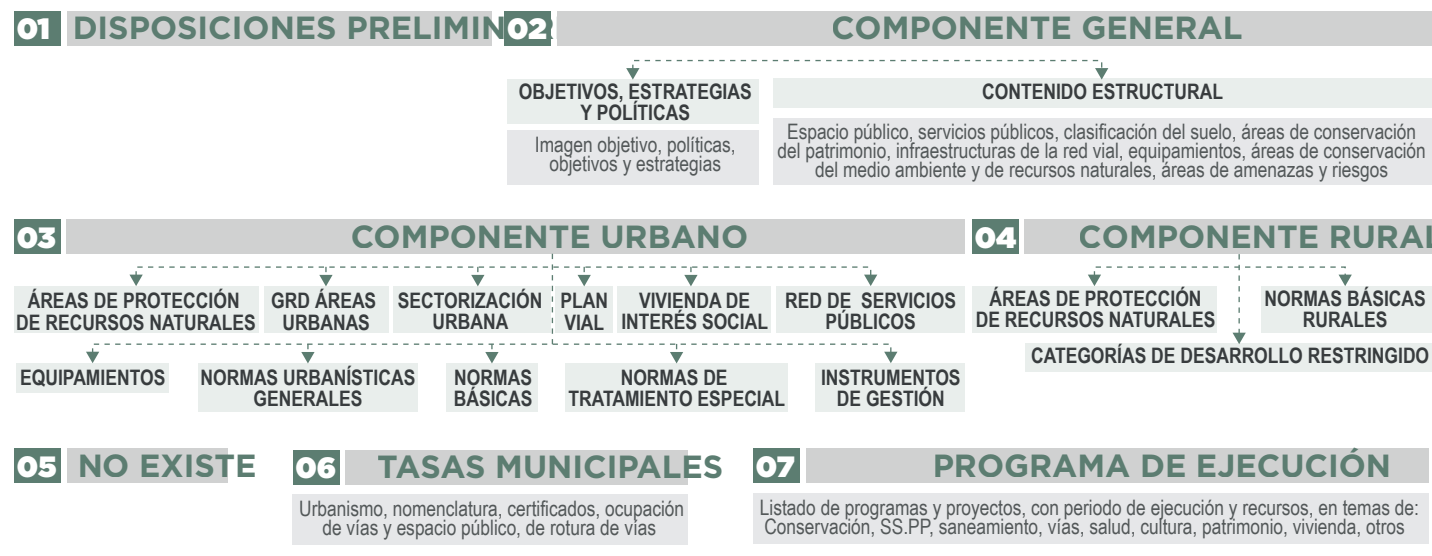 01 DISPOSICIONES PRELIMIN
02 COMPONENTE GENERAL
OBJETIVOS, ESTRATEGIAS
Y POLÍTICAS
Imagen objetivo, políticas,
objetivos y estrategias
CONTENIDO ESTRUCTURAL
Espacio público, servicios públicos, clasificación del suelo, áreas de conservación
del patrimonio, infraestructuras de la red vial, equipamientos, áreas de conservación
del medio ambiente y de recursos naturales, áreas de amenazas y riesgos
03 COMPONENTE URBANO
ÁREAS DE PROTECCIÓN
DE RECURSOS NATURALES
GRD ÁREAS
URBANAS
SECTORIZACIÓN
URBANA
PLAN
VIAL
VIVIENDA DE
INTERÉS SOCIAL
RED DE SERVICIOS
PÚBLICOS
EQUIPAMIENTOS
NORMAS URBANÍSTICAS
GENERALES
NORMAS
BÁSICAS
NORMAS DE
TRATAMIENTO ESPECIAL
INSTRUMENTOS
DE GESTIÓN
04 COMPONENTE RURAL
ÁREAS DE PROTECCIÓN
DE RECURSOS NATURALES
NORMAS BÁSICAS
RURALES
CATEGORÍAS DE DESARROLLO RESTRINGIDO
05 NO EXISTE
06 TASAS MUNICIPALES
Urbanismo, nomenclatura, certificados, ocupación
de vías y espacio público, de rotura de vías
07 PROGRAMA DE EJECUCIÓN
Listado de programas y proyectos, con periodo de ejecución y recursos, en temas de:
Conservación, SS.PP, saneamiento, vías, salud, cultura, patrimonio, vivienda, otros